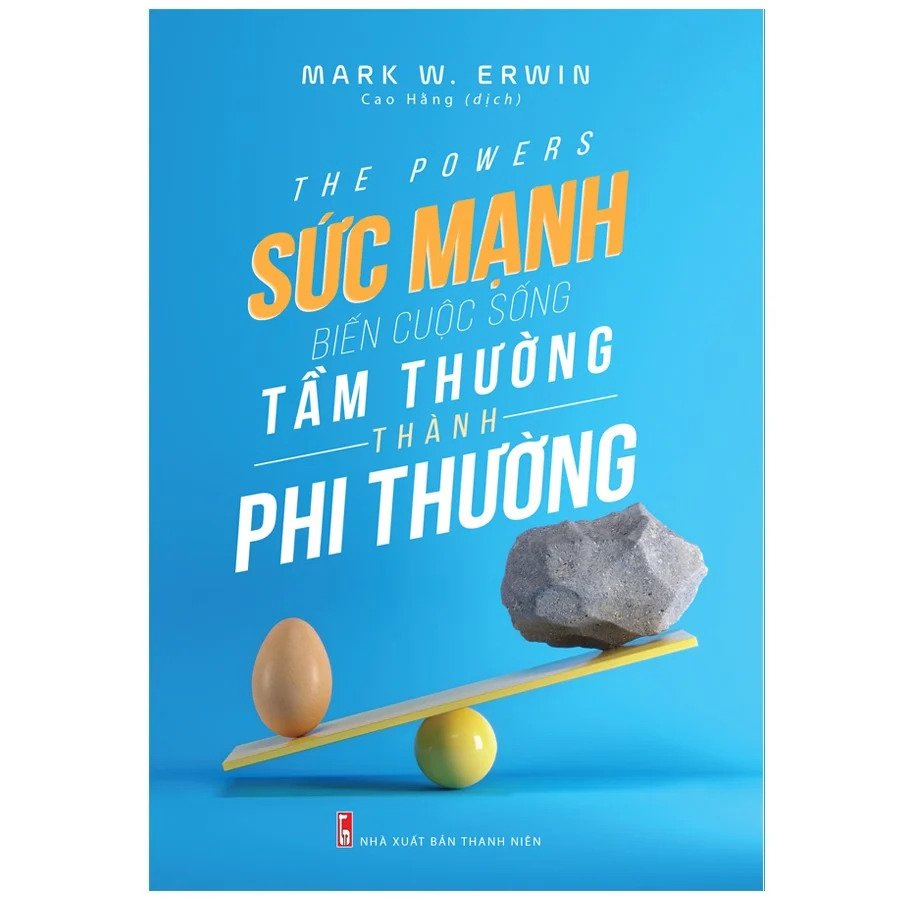 MARK W. ERWIN
Cao Hằng (dịch)
THE POWERS
SỨC MẠNH
BIẾN CUỘC SỐNG
TẦM THƯỜNG
THÀNH
PHI THƯỜNG
NHÀ XUẤT BẢN THANH NIÊN